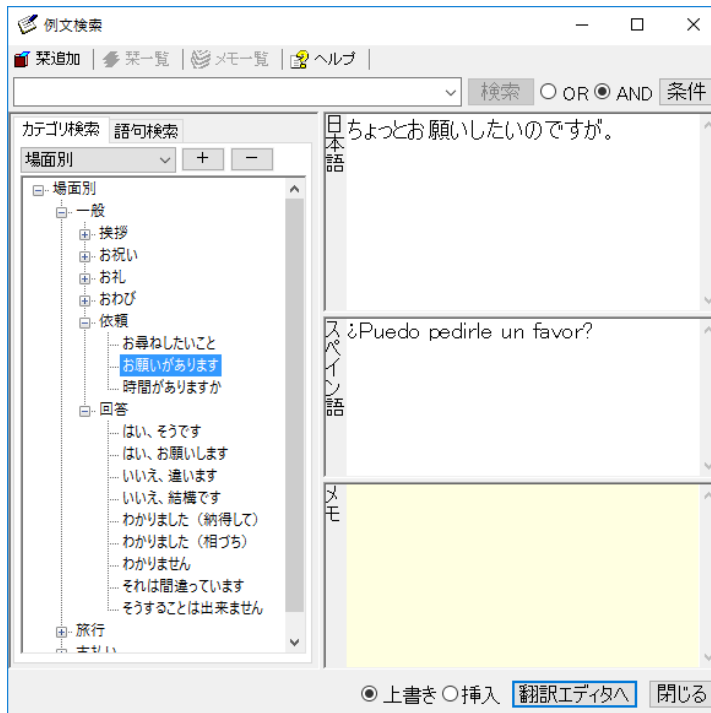 例文検索
栞追加 栞一覧 メモ一覧 ヘルプ
検索 OR AND 条件
カテゴリ検索 語句検索
場面別 + −
場面別
一般
挨拶
お祝い
お礼
おわび
依頼
お尋ねしたいこと
お願いがあります
時間がありますか
回答
はい、そうです
はい、お願いします
いいえ、違います
いいえ、結構です
わかりました（納得して）
わかりました（相づち）
わかりません
それは間違っています
そうすることは出来ません
旅行
支払い
日本語
ちょっとお願いしたいのですが。
スペイン語
¿Puedo pedirle un favor?
メモ
上書き 挿入 翻訳エディタへ 閉じる